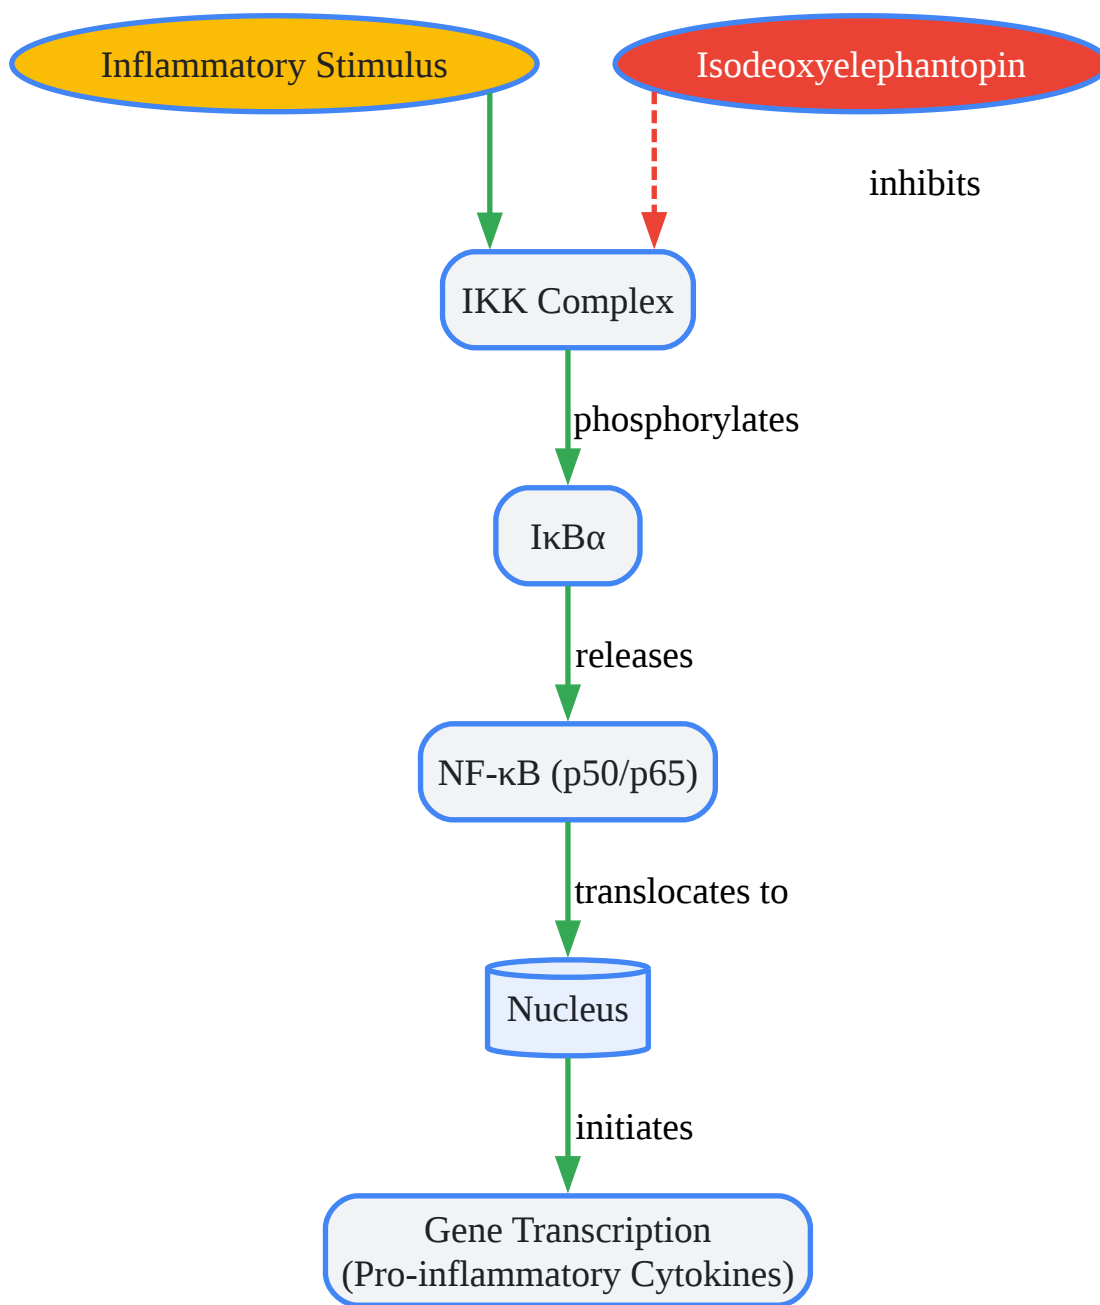 Inflammatory Stimulus
Isodeoxyelephantopin
inhibits
IKK Complex
phosphorylates
IκBα
releases
NF-κB (p50/p65)
translocates to
Nucleus
initiates
Gene Transcription
(Pro-inflammatory Cytokines)